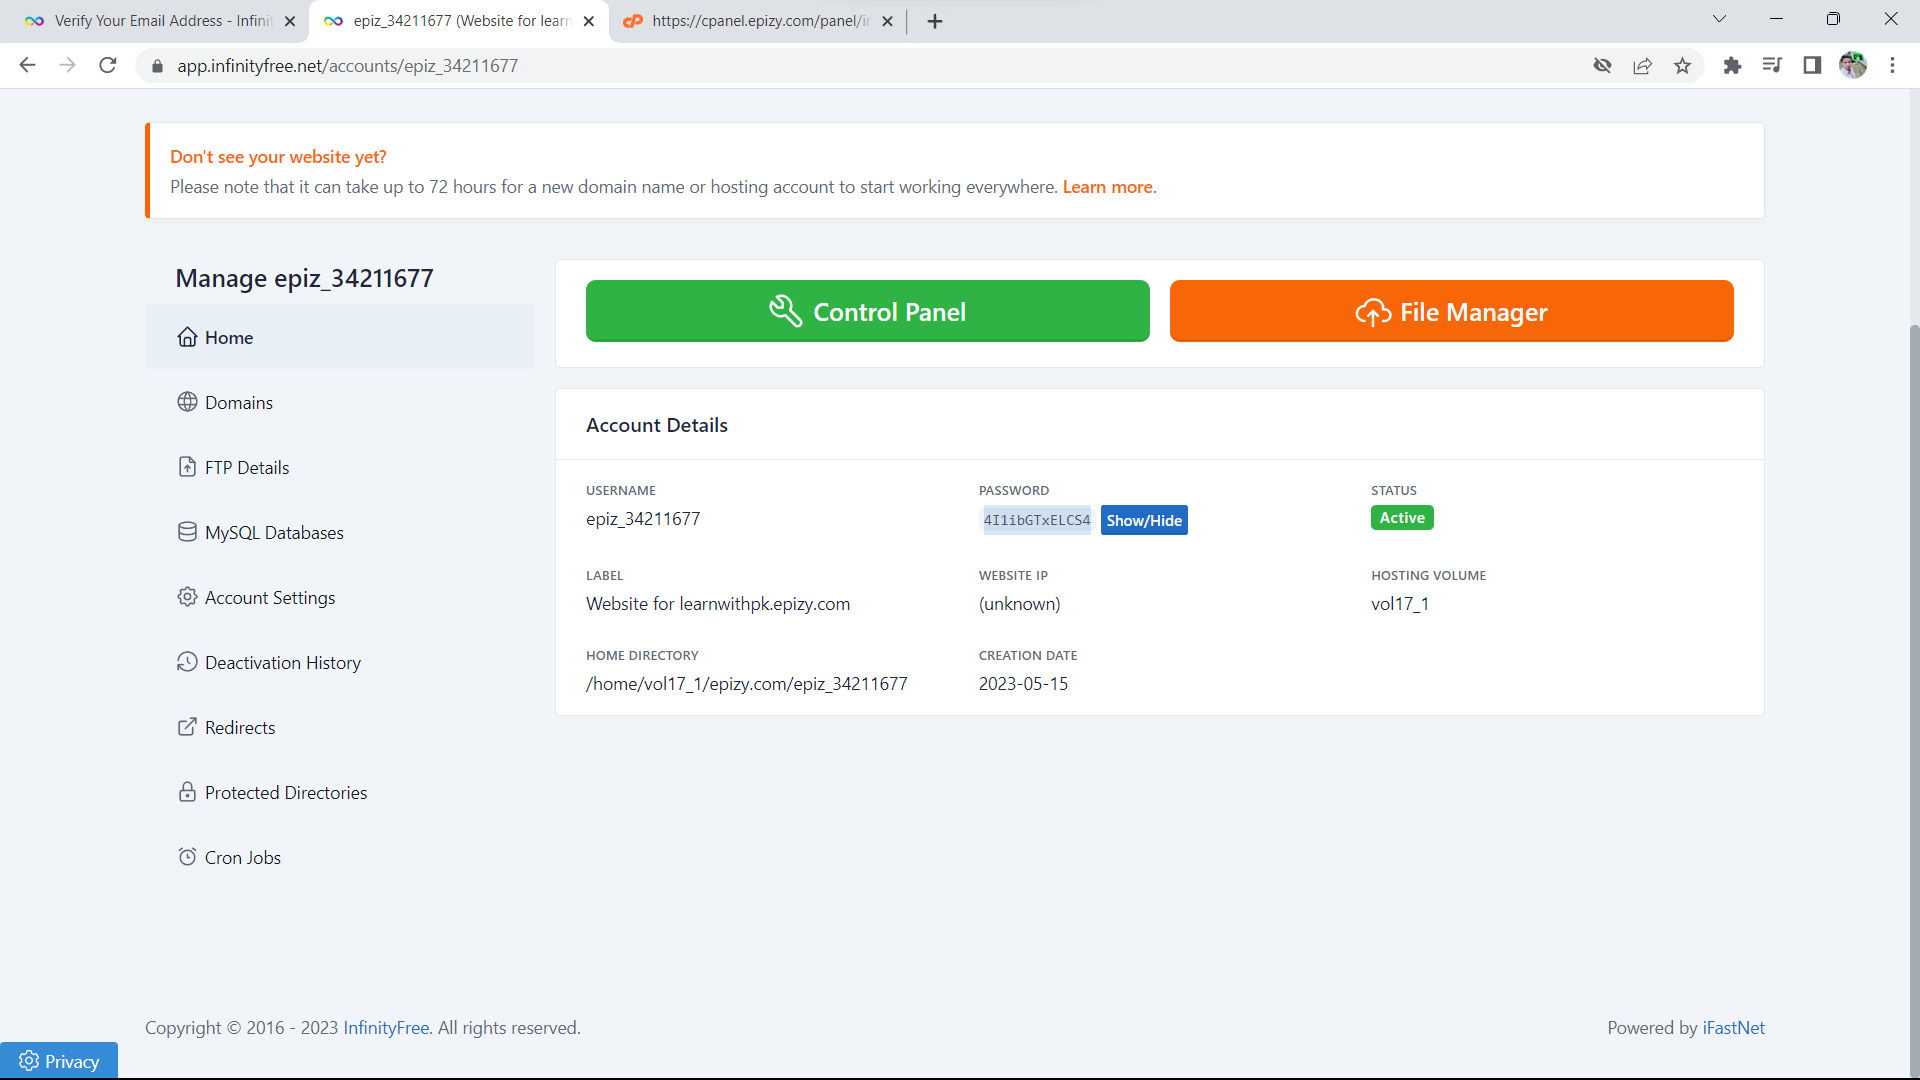 Verify Your Email Address - Infinit
epiz_34211677 (Website for learn
https://cpanel.epizy.com/panel/in
app.infinityfree.net/accounts/epiz_34211677
Don't see your website yet?
Please note that it can take up to 72 hours for a new domain name or hosting account to start working everywhere. Learn more.
Manage epiz_34211677
Home
Domains
FTP Details
MySQL Databases
Account Settings
Deactivation History
Redirects
Protected Directories
Cron Jobs
Control Panel
File Manager
Account Details
USERNAME
epiz_34211677
PASSWORD
4I1ibGTxELCS4 Show/Hide
STATUS
Active
LABEL
Website for learnwithpk.epizy.com
WEBSITE IP
(unknown)
HOSTING VOLUME
vol17_1
HOME DIRECTORY
/home/vol17_1/epizy.com/epiz_34211677
CREATION DATE
2023-05-15
Copyright © 2016 - 2023 InfinityFree. All rights reserved.
Powered by iFastNet
Privacy